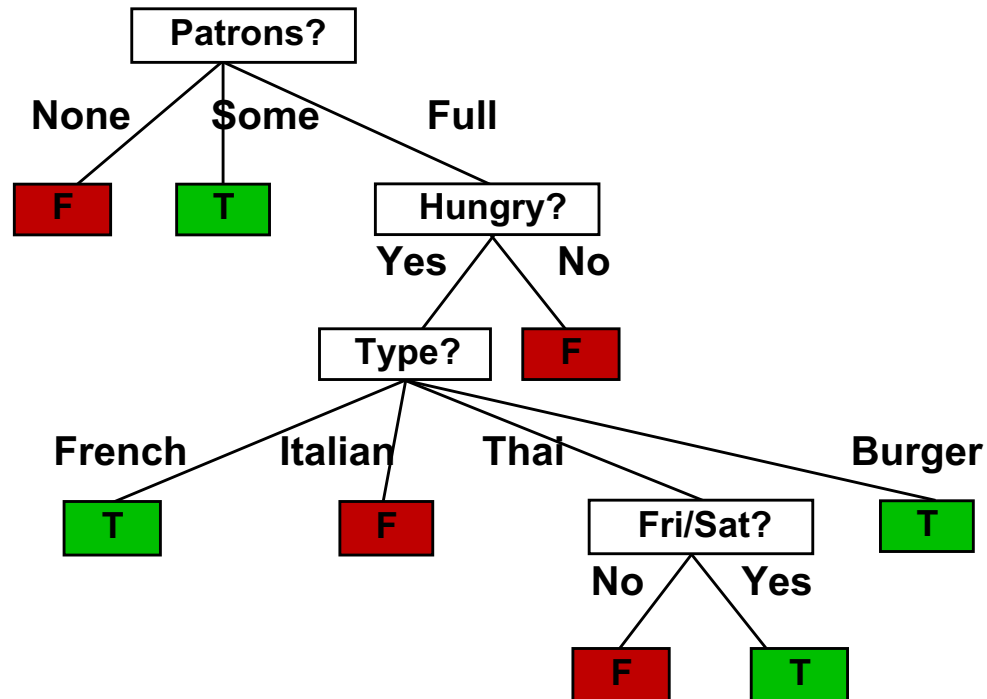 Patrons?
None Some Full
F T Hungry?
Yes No
Type? F
French Italian Thai Burger
T F Fri/Sat? T
No Yes
F T